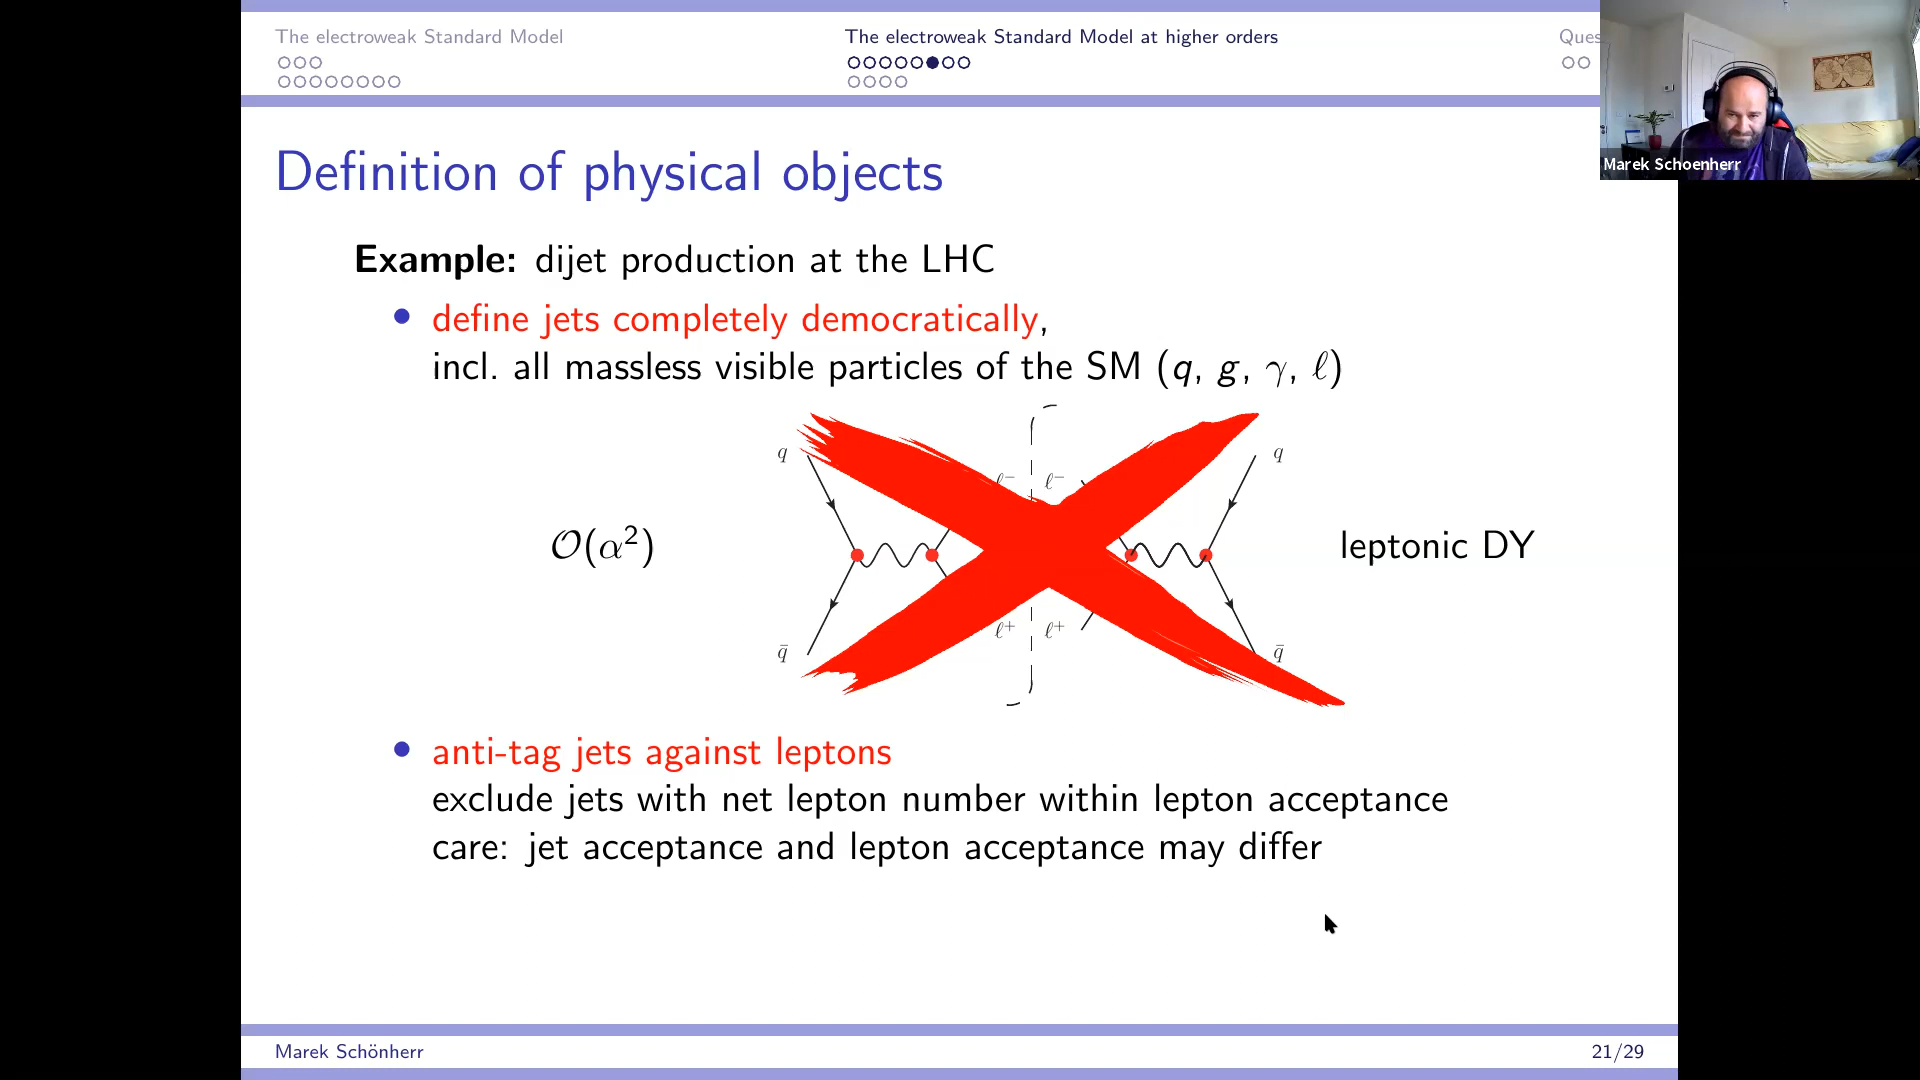 The electroweak Standard Model
The electroweak Standard Model at higher orders
Ques
Marek Schoenherr
Definition of physical objects
Example: dijet production at the LHC
• define jets completely democratically,
incl. all massless visible particles of the SM (q, g, γ, ℓ)
q ℓ⁻ ℓ⁻ q
O(α²)
leptonic DY
q̄ ℓ⁺ ℓ⁺ q̄
• anti-tag jets against leptons
exclude jets with net lepton number within lepton acceptance
care: jet acceptance and lepton acceptance may differ
Marek Schönherr
21/29